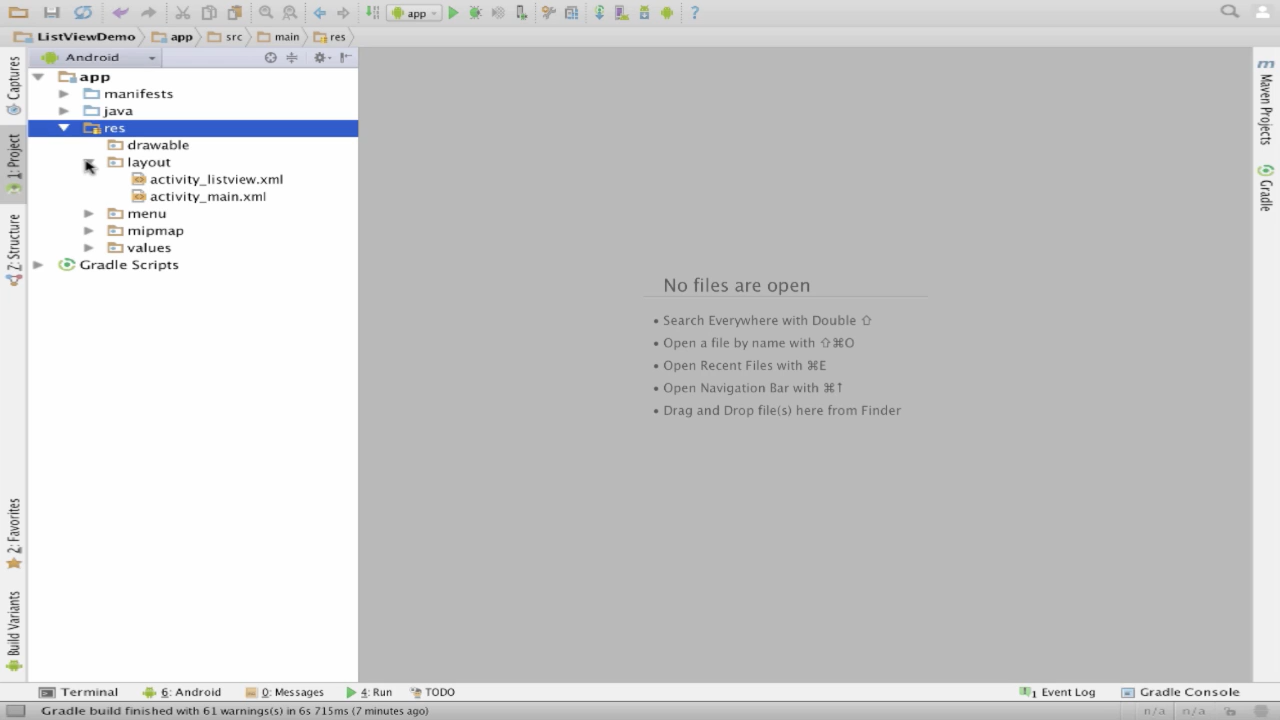 app
ListViewDemo app src main res
Android
app
manifests
java
res
drawable
layout
activity_listview.xml
activity_main.xml
menu
mipmap
values
Gradle Scripts
Captures
1: Project
Z: Structure
2: Favorites
Build Variants
No files are open
• Search Everywhere with Double ⇧
• Open a file by name with ⇧⌘O
• Open Recent Files with ⌘E
• Open Navigation Bar with ⌘↑
• Drag and Drop file(s) here from Finder
m
Maven Projects
Gradle
Terminal 6: Android 0: Messages 4: Run TODO 1 Event Log Gradle Console
Gradle build finished with 61 warnings(s) in 6s 715ms (7 minutes ago) n/a n/a